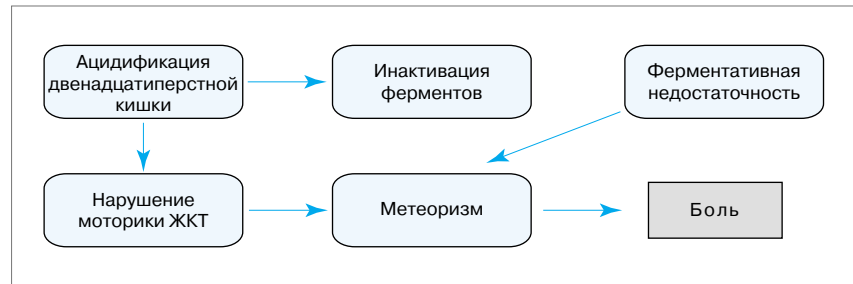 Ацидификация
двенадцатиперстной
кишки
Инактивация
ферментов
Ферментативная
недостаточность
Нарушение
моторики ЖКТ
Метеоризм
Боль